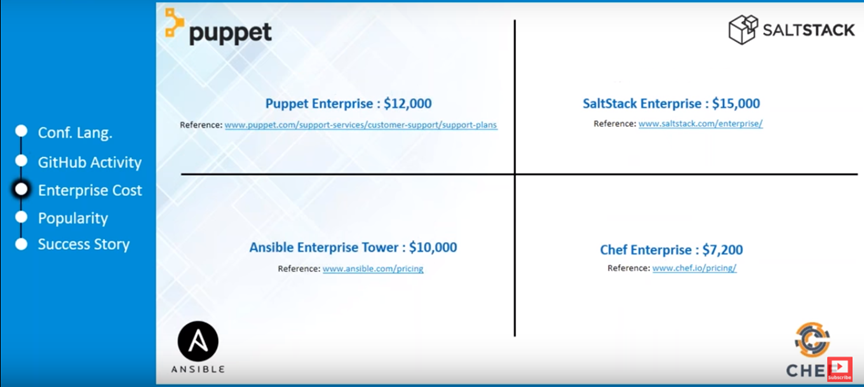 puppet
SALTSTACK
Puppet Enterprise : $12,000
Reference: www.puppet.com/support-services/customer-support/support-plans
SaltStack Enterprise : $15,000
Reference: www.saltstack.com/enterprise/
Conf. Lang.
GitHub Activity
Enterprise Cost
Popularity
Success Story
Ansible Enterprise Tower : $10,000
Reference: www.ansible.com/pricing
Chef Enterprise : $7,200
Reference: www.chef.io/pricing/
A
ANSIBLE
Subscribe